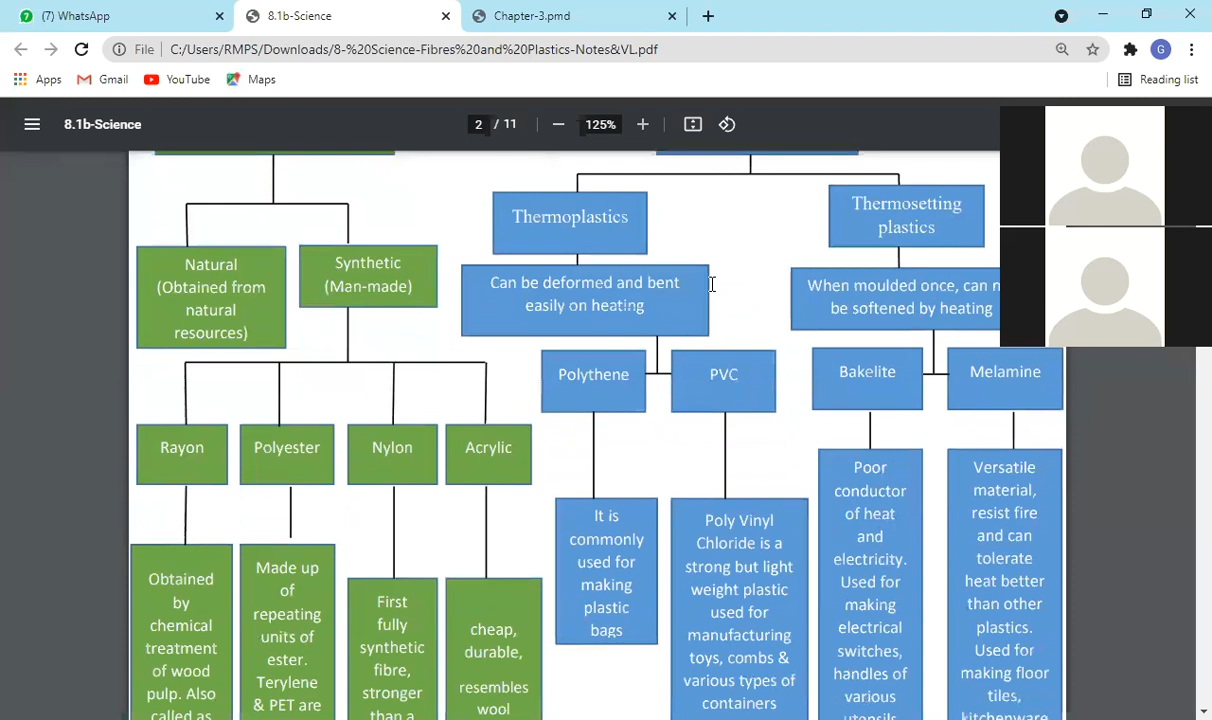 (7) WhatsApp
8.1b-Science
Chapter-3.pmd
File
C:/Users/RMPS/Downloads/8-%20Science-Fibres%20and%20Plastics-Notes&VL.pdf
G
Apps
Gmail
YouTube
Maps
Reading list
8.1b-Science
2 / 11
125%
Thermoplastics
Thermosetting
plastics
Natural
(Obtained from
natural
resources)
Synthetic
(Man-made)
Can be deformed and bent
easily on heating
When moulded once, can
be softened by heating
Polythene
PVC
Bakelite
Melamine
Rayon
Polyester
Nylon
Acrylic
Obtained
by
chemical
treatment
of wood
pulp. Also
called as
Made up
of
repeating
units of
ester.
Terylene
& PET are
First
fully
synthetic
fibre,
stronger
than a
cheap,
durable,
resembles
wool
It is
commonly
used for
making
plastic
bags
Poly Vinyl
Chloride is a
strong but light
weight plastic
used for
manufacturing
toys, combs &
various types of
containers
Poor
conductor
of heat
and
electricity.
Used for
making
electrical
switches,
handles of
various
utensils
Versatile
material,
resist fire
and can
tolerate
heat better
than other
plastics.
Used for
making floor
tiles,
kitchenware